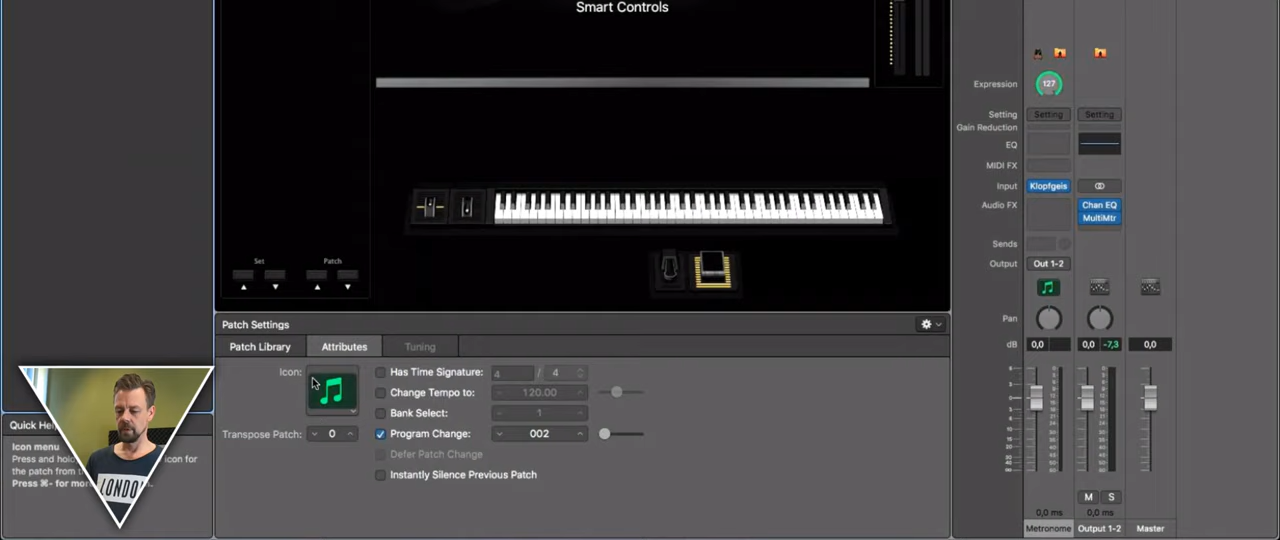 Smart Controls
Set
Patch
Patch Settings
Patch Library
Attributes
Tuning
Icon:
Has Time Signature:
4 / 4
Change Tempo to:
120.00
Bank Select:
1
Transpose Patch:
0
Program Change:
002
Defer Patch Change
Instantly Silence Previous Patch
Quick He
Icon menu
Press and ho
icon for
the patch from t
Press ⌘- for mor
LONDO
Expression
127
Setting
Setting
Setting
Gain Reduction
EQ
MIDI FX
Input
Klopfgeis
Audio FX
Chan EQ
MultiMtr
Sends
Output
Out 1-2
Pan
dB
0,0
0,0
-7,3
0,0
M
S
0,0 ms
0,0 ms
Metronome
Output 1-2
Master